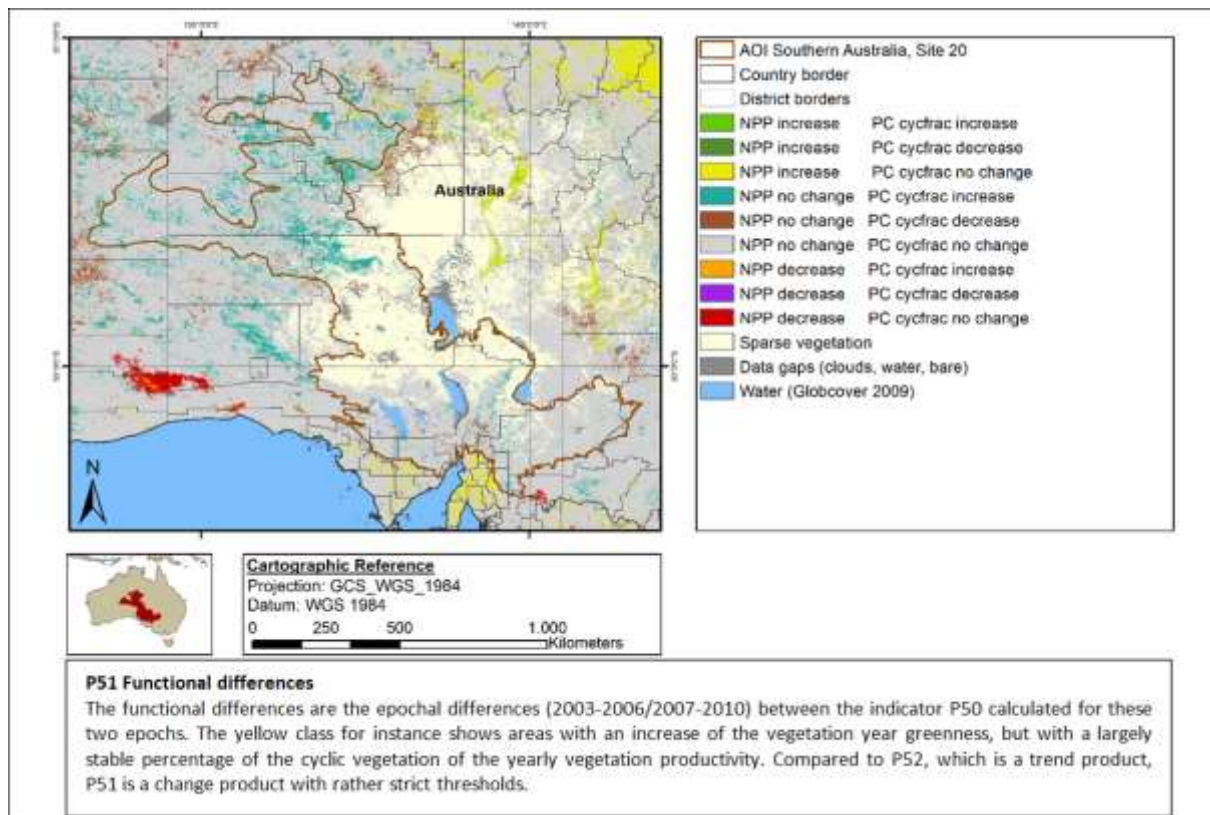 Australia
N
AOI Southern Australia, Site 20
Country border
District borders
NPP increase PC cycfrac increase
NPP increase PC cycfrac decrease
NPP increase PC cycfrac no change
NPP no change PC cycfrac increase
NPP no change PC cycfrac decrease
NPP no change PC cycfrac no change
NPP decrease PC cycfrac increase
NPP decrease PC cycfrac decrease
NPP decrease PC cycfrac no change
Sparse vegetation
Data gaps (clouds, water, bare)
Water (Globcover 2009)
Cartographic Reference
Projection: GCS_WGS_1984
Datum: WGS 1984
0 250 500 1.000
Kilometers
P51 Functional differences
The functional differences are the epochal differences (2003-2006/2007-2010) between the indicator P50 calculated for these
two epochs. The yellow class for instance shows areas with an increase of the vegetation year greenness, but with a largely
stable percentage of the cyclic vegetation of the yearly vegetation productivity. Compared to P52, which is a trend product,
P51 is a change product with rather strict thresholds.